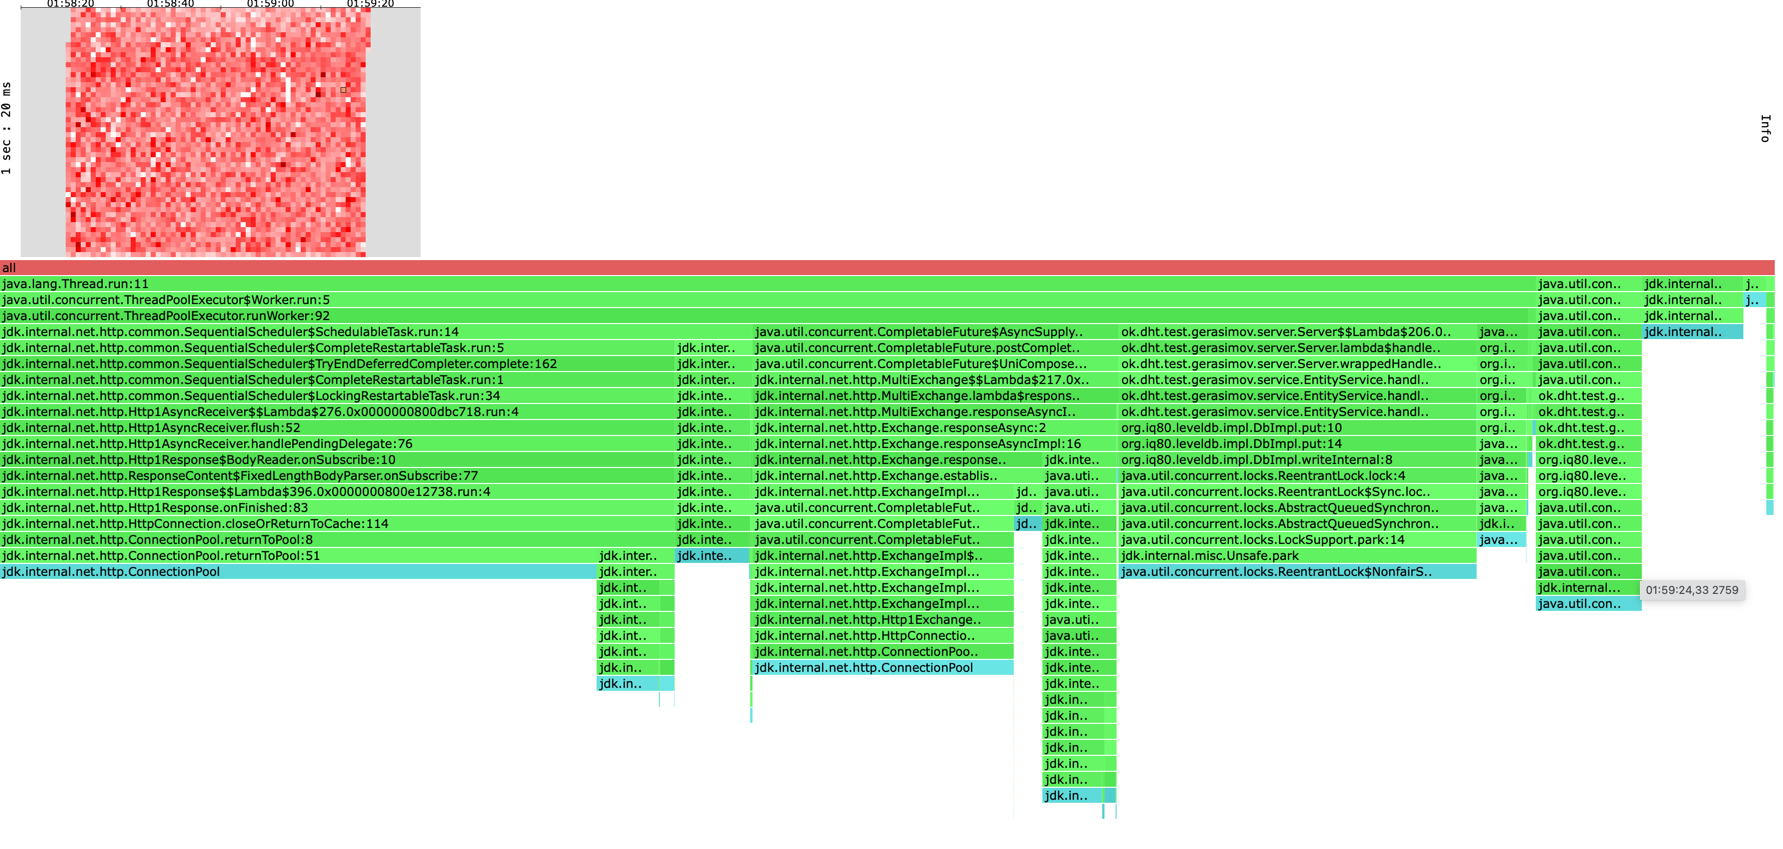 01:58:20 01:58:40 01:59:00 01:59:20
1 sec : 20 ms
Info
all
java.lang.Thread.run:11 java.util.con.. jdk.internal.. j..
java.util.concurrent.ThreadPoolExecutor$Worker.run:5 java.util.con.. jdk.internal.. j..
java.util.concurrent.ThreadPoolExecutor.runWorker:92 java.util.con.. jdk.internal..
jdk.internal.net.http.common.SequentialScheduler$SchedulableTask.run:14 java.util.concurrent.CompletableFuture$AsyncSupply.. ok.dht.test.gerasimov.server.Server$$Lambda$206.0.. java... java.util.con.. jdk.internal..
jdk.internal.net.http.common.SequentialScheduler$CompleteRestartableTask.run:5 jdk.inter.. java.util.concurrent.CompletableFuture.postComplet.. ok.dht.test.gerasimov.server.Server.lambda$handle.. org.i.. java.util.con..
jdk.internal.net.http.common.SequentialScheduler$TryEndDeferredCompleter.complete:162 jdk.inter.. java.util.concurrent.CompletableFuture$UniCompose... ok.dht.test.gerasimov.server.Server.wrappedHandle.. org.i.. java.util.con..
jdk.internal.net.http.common.SequentialScheduler$CompleteRestartableTask.run:1 jdk.inte.. jdk.internal.net.http.MultiExchange$$Lambda$217.0x.. ok.dht.test.gerasimov.service.EntityService.handl.. org.i.. java.util.con..
jdk.internal.net.http.common.SequentialScheduler$LockingRestartableTask.run:34 jdk.inte.. jdk.internal.net.http.MultiExchange.lambda$respons.. ok.dht.test.gerasimov.service.EntityService.handl.. org.i.. ok.dht.test.g..
jdk.internal.net.http.Http1AsyncReceiver$$Lambda$276.0x0000000800dbc718.run:4 jdk.inte.. jdk.internal.net.http.MultiExchange.responseAsyncI.. ok.dht.test.gerasimov.service.EntityService.handl.. org.i.. ok.dht.test.g..
jdk.internal.net.http.Http1AsyncReceiver.flush:52 jdk.inte.. jdk.internal.net.http.Exchange.responseAsync:2 org.iq80.leveldb.impl.DbImpl.put:10 org.i.. ok.dht.test.g..
jdk.internal.net.http.Http1AsyncReceiver.handlePendingDelegate:76 jdk.inte.. jdk.internal.net.http.Exchange.responseAsyncImpl:16 org.iq80.leveldb.impl.DbImpl.put:14 java... ok.dht.test.g..
jdk.internal.net.http.Http1Response$BodyReader.onSubscribe:10 jdk.inte.. jdk.internal.net.http.Exchange.response.. jdk.inte.. org.iq80.leveldb.impl.DbImpl.writeInternal:8 java... org.iq80.leve..
jdk.internal.net.http.ResponseContent$FixedLengthBodyParser.onSubscribe:77 jdk.inte.. jdk.internal.net.http.Exchange.establis.. java.uti.. java.util.concurrent.locks.ReentrantLock.lock:4 java... org.iq80.leve..
jdk.internal.net.http.Http1Response$$Lambda$396.0x0000000800e12738.run:4 jdk.inte.. jdk.internal.net.http.ExchangeImpl... jd.. java.uti.. java.util.concurrent.locks.ReentrantLock$Sync.loc.. java... org.iq80.leve..
jdk.internal.net.http.Http1Response.onFinished:83 jdk.inte.. java.util.concurrent.CompletableFut.. jd.. java.uti.. java.util.concurrent.locks.AbstractQueuedSynchron.. java... java.util.con..
jdk.internal.net.http.HttpConnection.closeOrReturnToCache:114 jdk.inte.. java.util.concurrent.CompletableFut.. jd.. jdk.inte.. java.util.concurrent.locks.AbstractQueuedSynchron.. jdk.i.. java.util.con..
jdk.internal.net.http.ConnectionPool.returnToPool:8 jdk.inte.. java.util.concurrent.CompletableFut.. jdk.inte.. java.util.concurrent.locks.LockSupport.park:14 java... java.util.con..
jdk.internal.net.http.ConnectionPool.returnToPool:51 jdk.inter.. jdk.inte.. jdk.internal.net.http.ExchangeImpl$.. jdk.inte.. jdk.internal.misc.Unsafe.park java.util.con..
jdk.internal.net.http.ConnectionPool jdk.inter.. jdk.internal.net.http.ExchangeImpl... jdk.inte.. java.util.concurrent.locks.ReentrantLock$NonfairS.. java.util.con..
jdk.int.. jdk.internal.net.http.ExchangeImpl... jdk.inte.. jdk.internal... 01:59:24,33 2759
jdk.int.. jdk.internal.net.http.ExchangeImpl... jdk.inte.. java.util.con..
jdk.int.. jdk.internal.net.http.Http1Exchange.. java.uti..
jdk.int.. jdk.internal.net.http.HttpConnectio.. java.uti..
jdk.int.. jdk.internal.net.http.ConnectionPoo.. jdk.inte..
jdk.in.. jdk.internal.net.http.ConnectionPool jdk.inte..
jdk.in.. jdk.inte..
jdk.in..
jdk.in..
jdk.in..
jdk.in..
jdk.in..
jdk.in..
jdk.in..